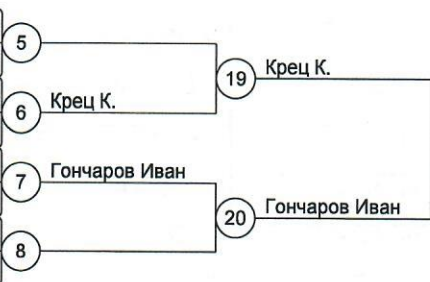 5
19 Крец К.
6 Крец К.
7 Гончаров Иван
20 Гончаров Иван
8